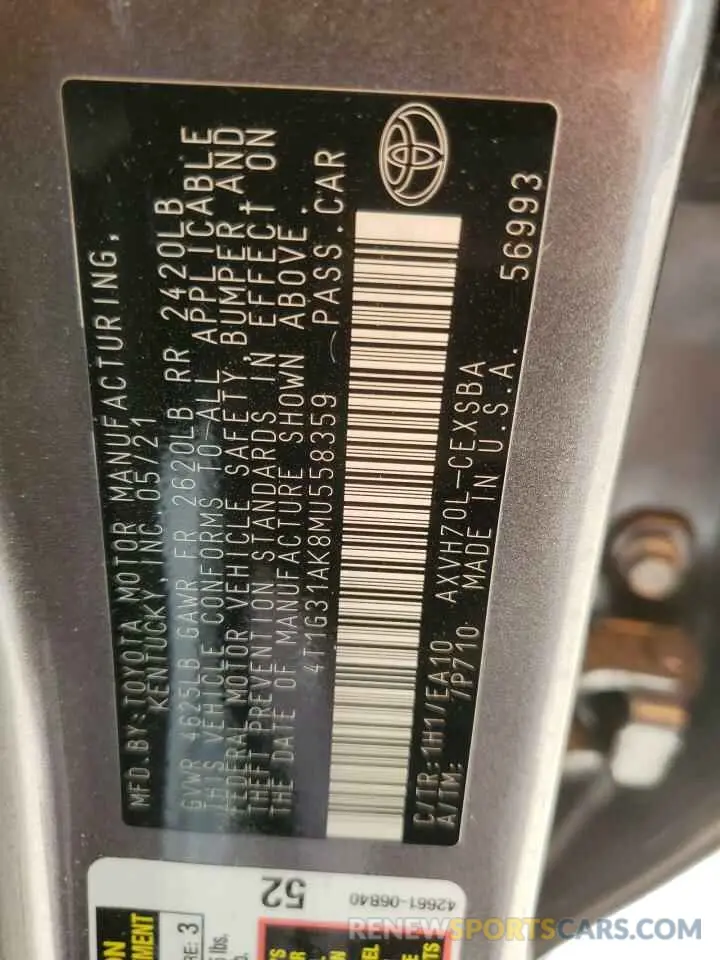 MFD.BY:TOYOTA MOTOR MANUFACTURING,
KENTUCKY, INC. 05/21
GVWR 4625LB GAWR FR 2620LB RR 2420LB
THIS VEHICLE CONFORMS TO ALL APPLICABLE
FEDERAL MOTOR VEHICLE SAFETY, BUMPER AND
THEFT PREVENTION STANDARDS IN EFFECT ON
THE DATE OF MANUFACTURE SHOWN ABOVE.
4T1G31AK8MU558359 PASS.CAR
C/TR:1H1/EA10 AXVH70L-CEXSBA
A/TM: 7P710 MADE IN U.S.A. 56993
52
42661-06840
3
lbs.
RENEWSPORTSCARS.COM